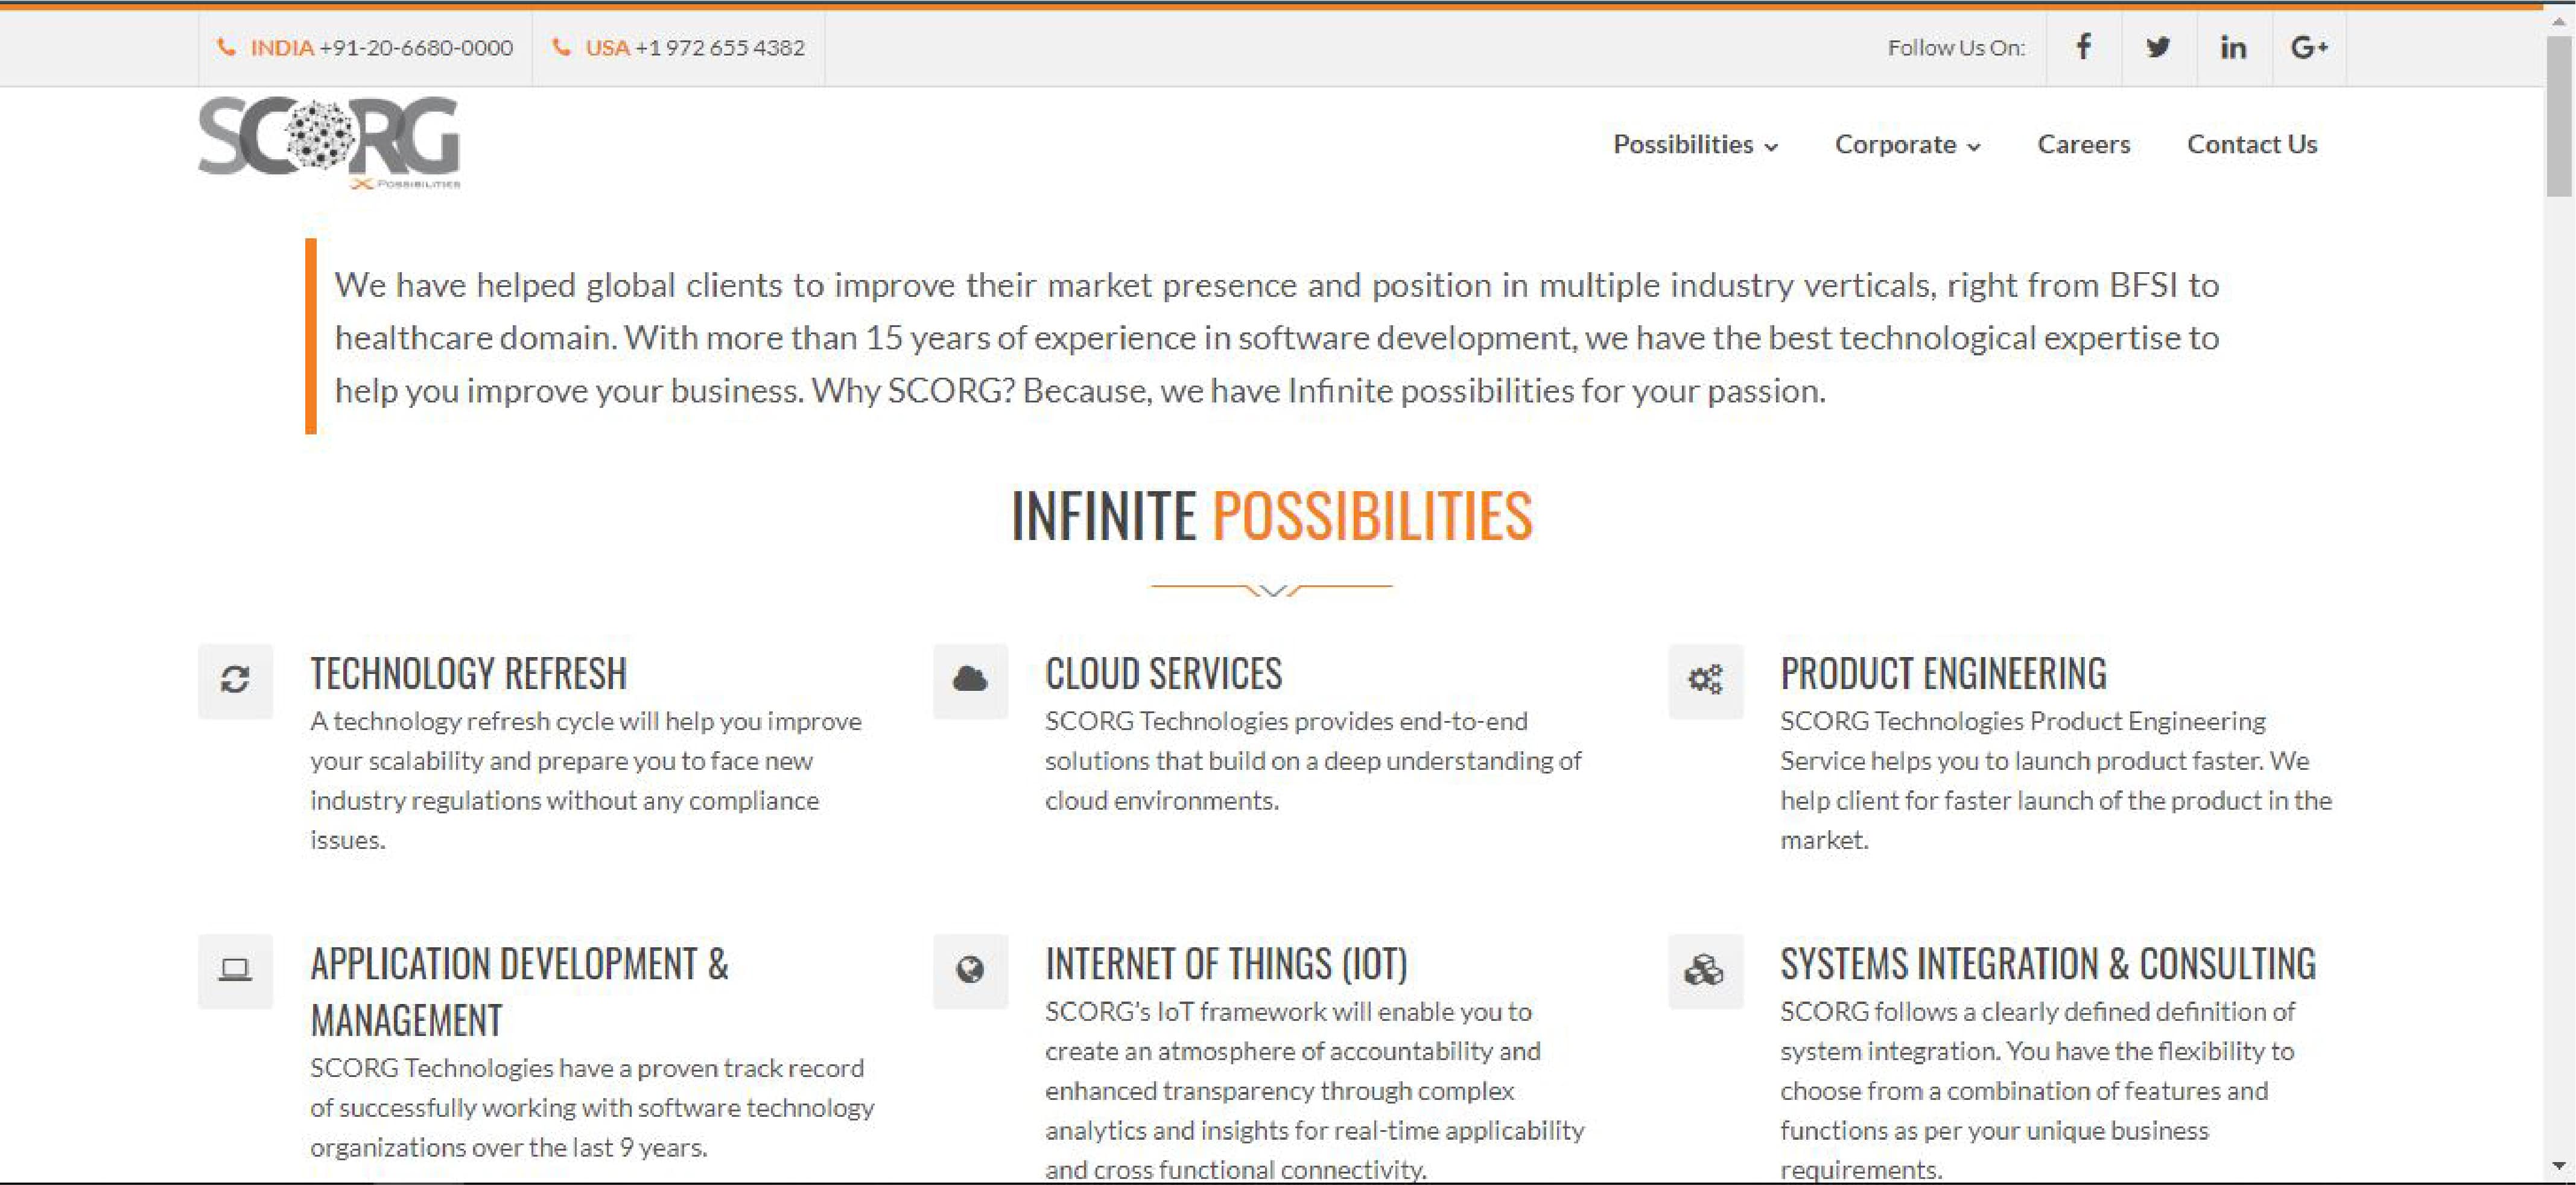 INDIA +91-20-6680-0000 USA +1 972 655 4382 Follow Us On:
SCORG
X POSSIBILITIES
Possibilities Corporate Careers Contact Us
We have helped global clients to improve their market presence and position in multiple industry verticals, right from BFSI to
healthcare domain. With more than 15 years of experience in software development, we have the best technological expertise to
help you improve your business. Why SCORG? Because, we have Infinite possibilities for your passion.
INFINITE POSSIBILITIES
TECHNOLOGY REFRESH
A technology refresh cycle will help you improve
your scalability and prepare you to face new
industry regulations without any compliance
issues.
CLOUD SERVICES
SCORG Technologies provides end-to-end
solutions that build on a deep understanding of
cloud environments.
PRODUCT ENGINEERING
SCORG Technologies Product Engineering
Service helps you to launch product faster. We
help client for faster launch of the product in the
market.
APPLICATION DEVELOPMENT &
MANAGEMENT
SCORG Technologies have a proven track record
of successfully working with software technology
organizations over the last 9 years.
INTERNET OF THINGS (IOT)
SCORG's IoT framework will enable you to
create an atmosphere of accountability and
enhanced transparency through complex
analytics and insights for real-time applicability
and cross functional connectivity.
SYSTEMS INTEGRATION & CONSULTING
SCORG follows a clearly defined definition of
system integration. You have the flexibility to
choose from a combination of features and
functions as per your unique business
requirements.